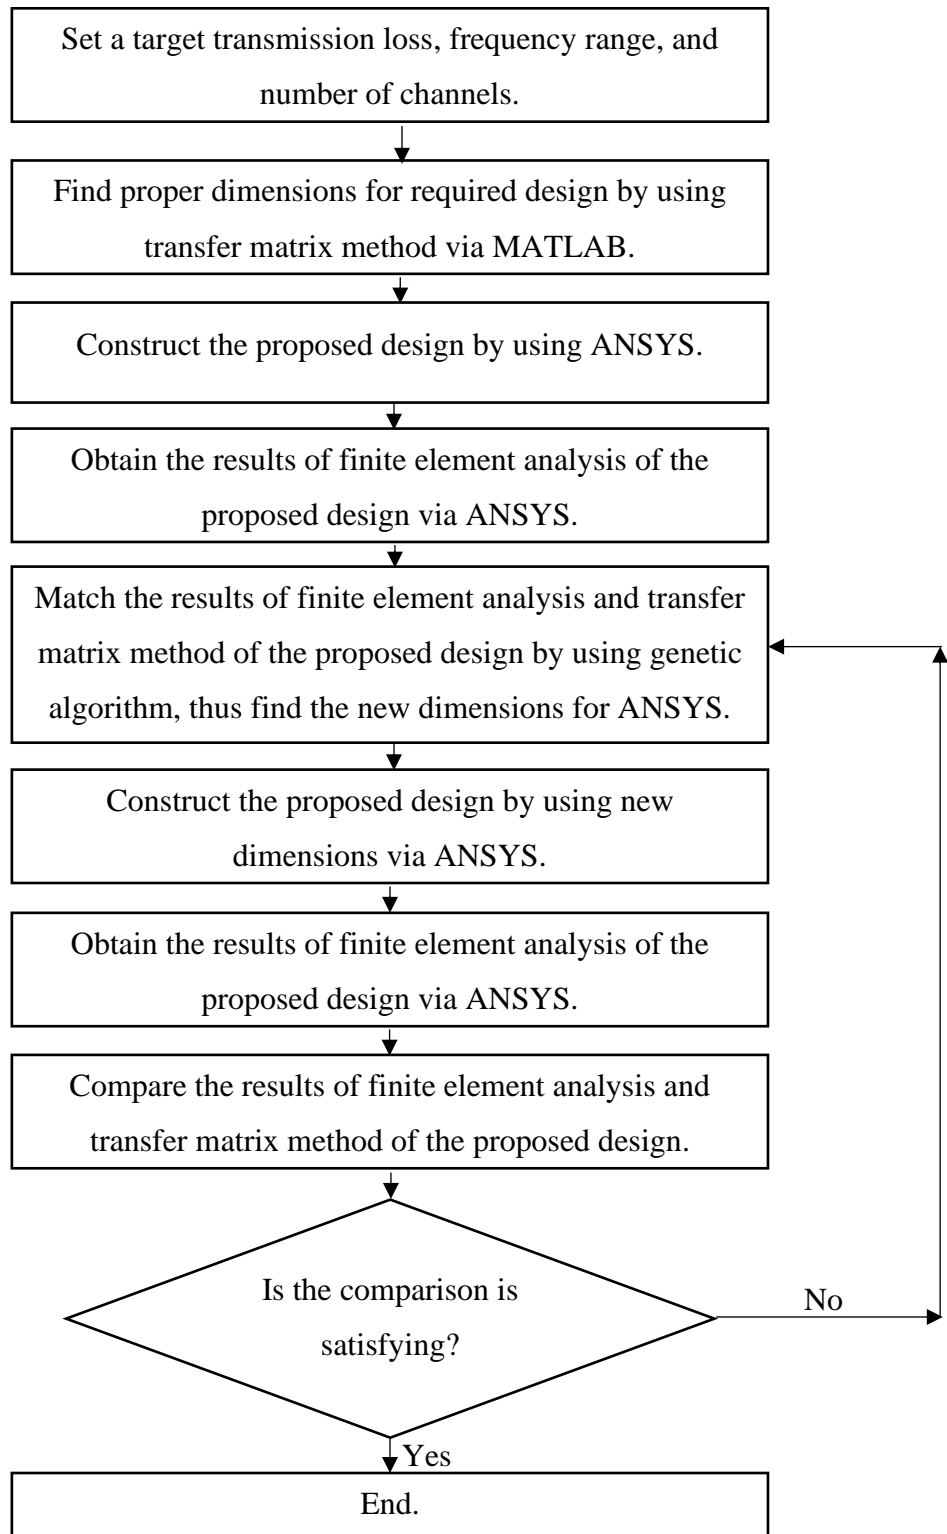 Set a target transmission loss, frequency range, and
number of channels.
Find proper dimensions for required design by using
transfer matrix method via MATLAB.
Construct the proposed design by using ANSYS.
Obtain the results of finite element analysis of the
proposed design via ANSYS.
Match the results of finite element analysis and transfer
matrix method of the proposed design by using genetic
algorithm, thus find the new dimensions for ANSYS.
Construct the proposed design by using new
dimensions via ANSYS.
Obtain the results of finite element analysis of the
proposed design via ANSYS.
Compare the results of finite element analysis and
transfer matrix method of the proposed design.
Is the comparison is
satisfying?
No
Yes
End.